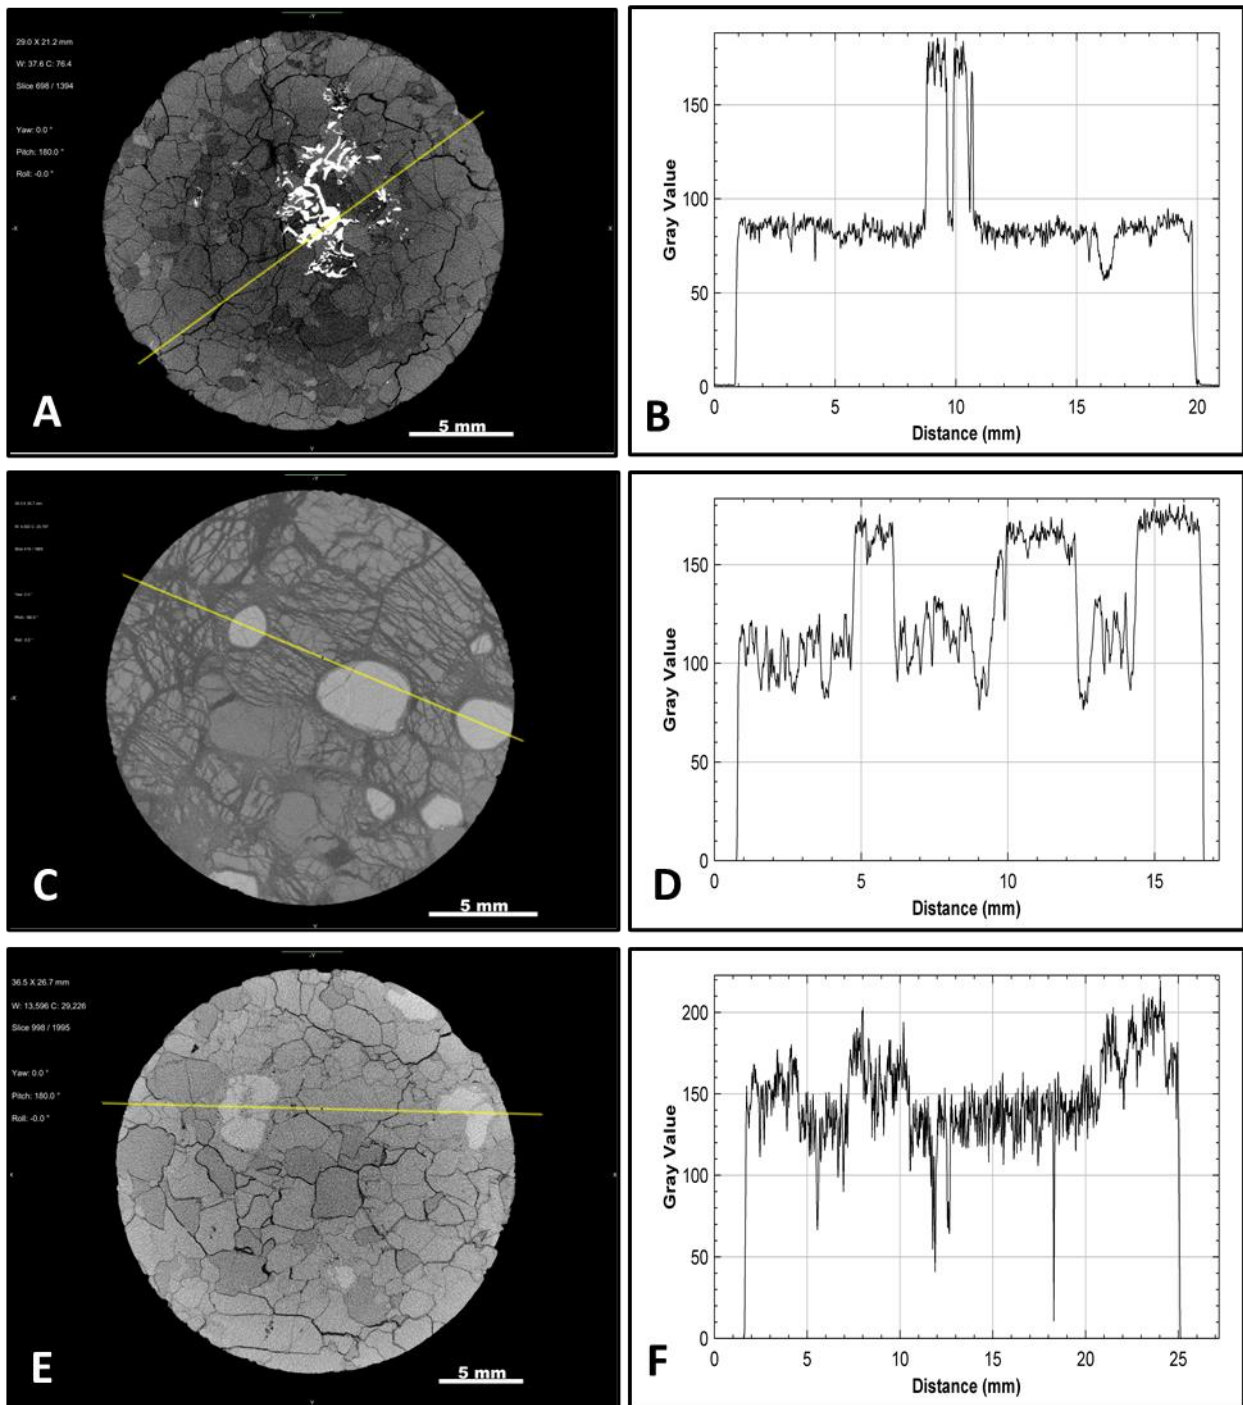 -Y
29.0 X 21.2 mm
W: 37.6 C: 76.4
Slice 698 / 1394
Yaw: 0.0 °
Pitch: 180.0 °
Roll: -0.0 °
-X
X
A
5 mm
Y
Gray Value
150
100
50
0
0 5 10 15 20
Distance (mm)
B
-Y
-X
C
5 mm
Gray Value
150
100
50
0
0 5 10 15
Distance (mm)
D
-Y
36.5 X 26.7 mm
W: 13,596 C: 29,226
Slice 998 / 1995
Yaw: 0.0 °
Pitch: 180.0 °
Roll: -0.0 °
X
E
5 mm
Y
Gray Value
200
150
100
50
0
0 5 10 15 20 25
Distance (mm)
F